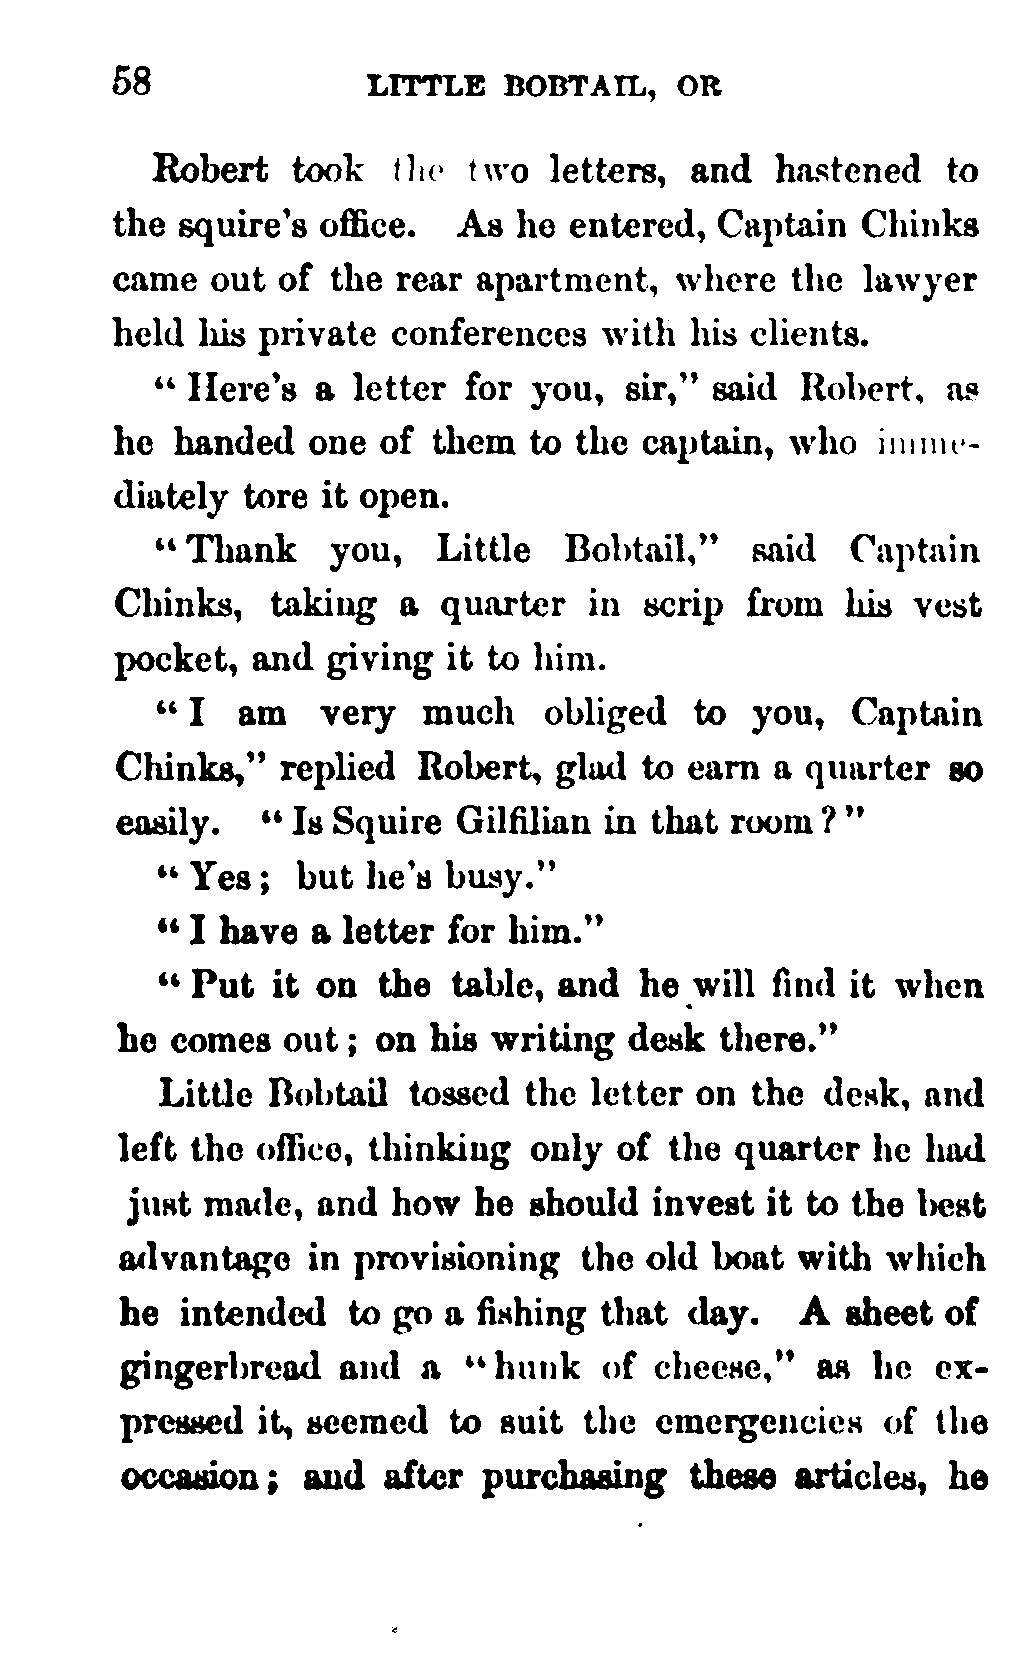 58 LITTLE BOBTAIL, OR
Robert took the two letters, and hastened to
the squire's office. As he entered, Captain Chinks
came out of the rear apartment, where the lawyer
held his private conferences with his clients.
"Here's a letter for you, sir," said Robert, as
he handed one of them to the captain, who imme-
diately tore it open.
"Thank you, Little Bobtail," said Captain
Chinks, taking a quarter in scrip from his vest
pocket, and giving it to him.
"I am very much obliged to you, Captain
Chinks," replied Robert, glad to earn a quarter so
easily. "Is Squire Gilfilian in that room?"
"Yes; but he's busy."
"I have a letter for him."
"Put it on the table, and he will find it when
he comes out; on his writing desk there."
Little Bobtail tossed the letter on the desk, and
left the office, thinking only of the quarter he had
just made, and how he should invest it to the best
advantage in provisioning the old boat with which
he intended to go a fishing that day. A sheet of
gingerbread and a "hunk of cheese," as he ex-
pressed it, seemed to suit the emergencies of the
occasion; and after purchasing these articles, he